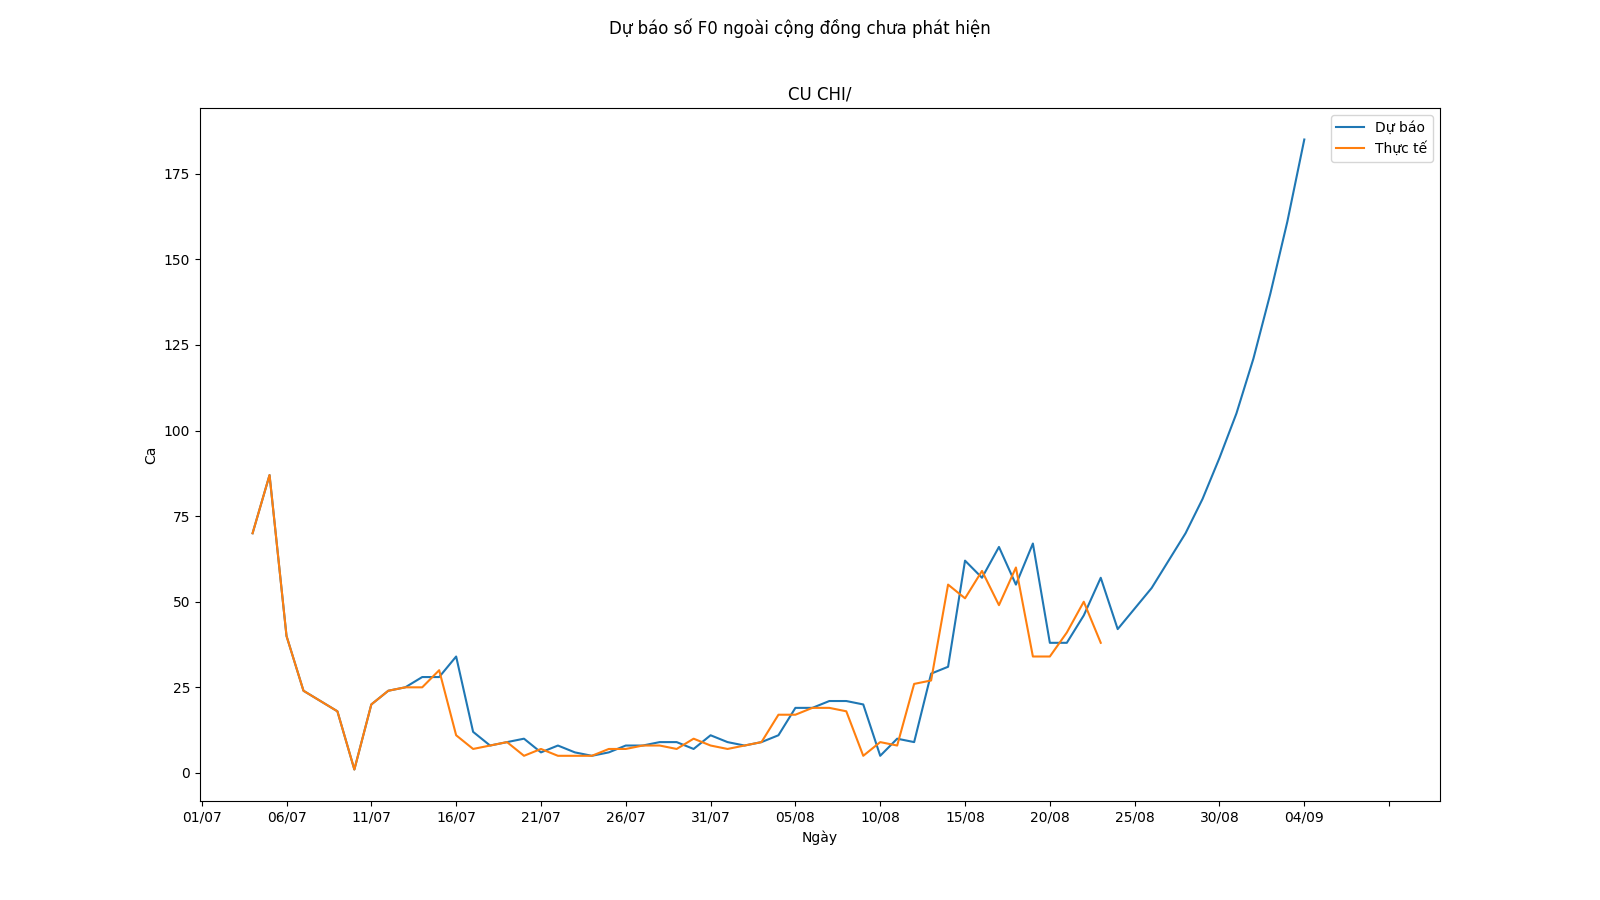 Dự báo số F0 ngoài cộng đồng chưa phát hiện
CU CHI/
Dự báo
Thực tế
175
150
125
100
75
50
25
0
Ca
01/07 06/07 11/07 16/07 21/07 26/07 31/07 05/08 10/08 15/08 20/08 25/08 30/08 04/09
Ngày